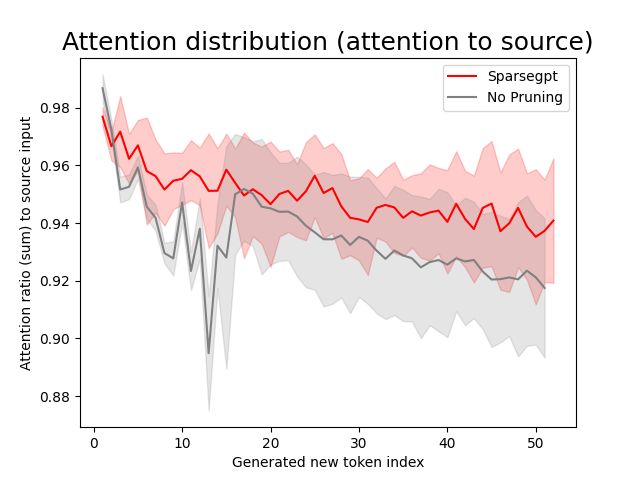 Attention distribution (attention to source)
Sparsegpt
No Pruning
Attention ratio (sum) to source input
0.98
0.96
0.94
0.92
0.90
0.88
0 10 20 30 40 50
Generated new token index